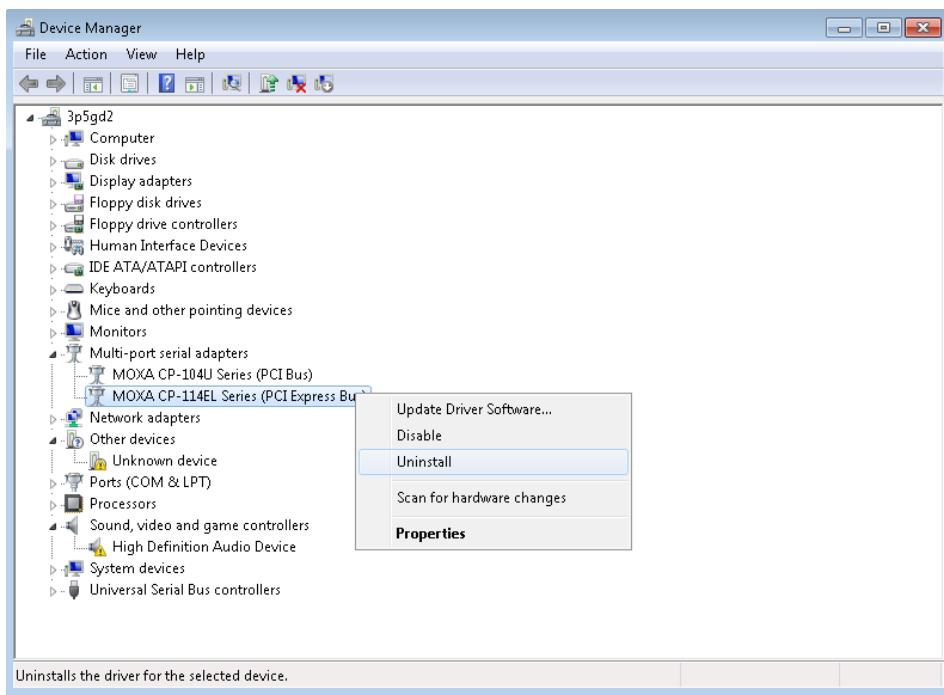 Device Manager
File Action View Help
3p5gd2
Computer
Disk drives
Display adapters
Floppy disk drives
Floppy drive controllers
Human Interface Devices
IDE ATA/ATAPI controllers
Keyboards
Mice and other pointing devices
Monitors
Multi-port serial adapters
MOXA CP-104U Series (PCI Bus)
MOXA CP-114EL Series (PCI Express Bu
Network adapters
Other devices
Unknown device
Ports (COM & LPT)
Processors
Sound, video and game controllers
High Definition Audio Device
System devices
Universal Serial Bus controllers
Update Driver Software...
Disable
Uninstall
Scan for hardware changes
Properties
Uninstalls the driver for the selected device.